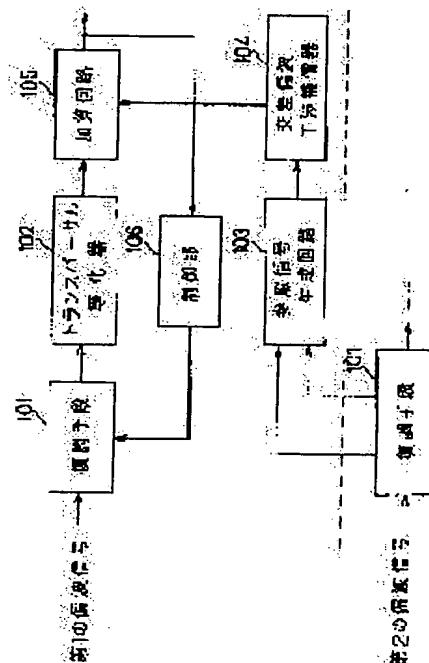 第1の偏波信号
101
復調手段
102
トランスバーサル
等化器
105
加算回路
106
制御部
103
参照信号
生成回路
104
交差偏波
干渉補償器
第2の偏波信号
101
復調手段